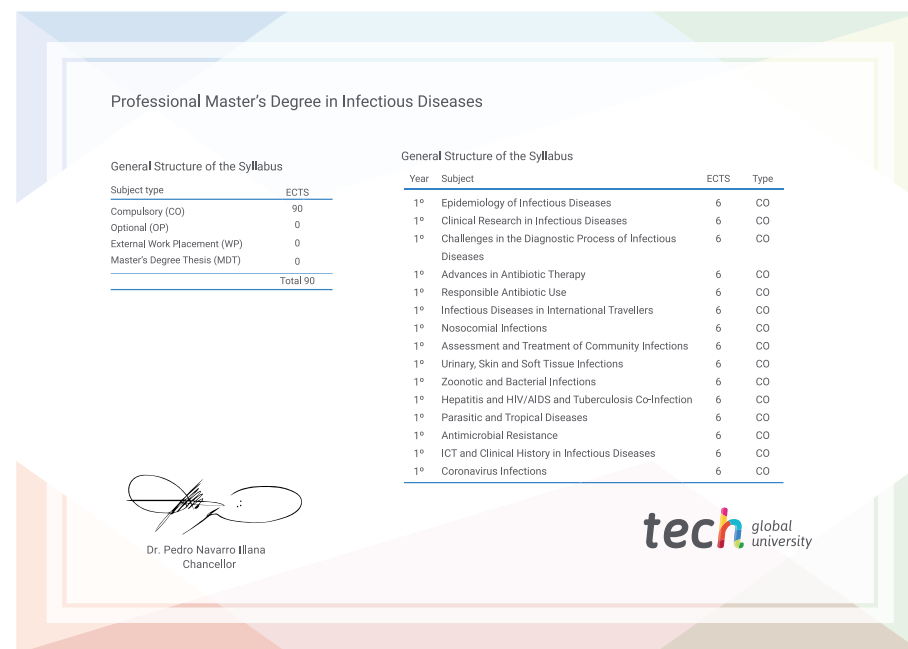 Professional Master's Degree in Infectious Diseases
General Structure of the Syllabus
Subject type ECTS
Compulsory (CO) 90
Optional (OP) 0
External Work Placement (WP) 0
Master's Degree Thesis (MDT) 0
Total 90
General Structure of the Syllabus
Year Subject ECTS Type
1º Epidemiology of Infectious Diseases 6 CO
1º Clinical Research in Infectious Diseases 6 CO
1º Challenges in the Diagnostic Process of Infectious 6 CO
Diseases
1º Advances in Antibiotic Therapy 6 CO
1º Responsible Antibiotic Use 6 CO
1º Infectious Diseases in International Travellers 6 CO
1º Nosocomial Infections 6 CO
1º Assessment and Treatment of Community Infections 6 CO
1º Urinary, Skin and Soft Tissue Infections 6 CO
1º Zoonotic and Bacterial Infections 6 CO
1º Hepatitis and HIV/AIDS and Tuberculosis Co-Infection 6 CO
1º Parasitic and Tropical Diseases 6 CO
1º Antimicrobial Resistance 6 CO
1º ICT and Clinical History in Infectious Diseases 6 CO
1º Coronavirus Infections 6 CO
Dr. Pedro Navarro Illana
Chancellor
tech global
university